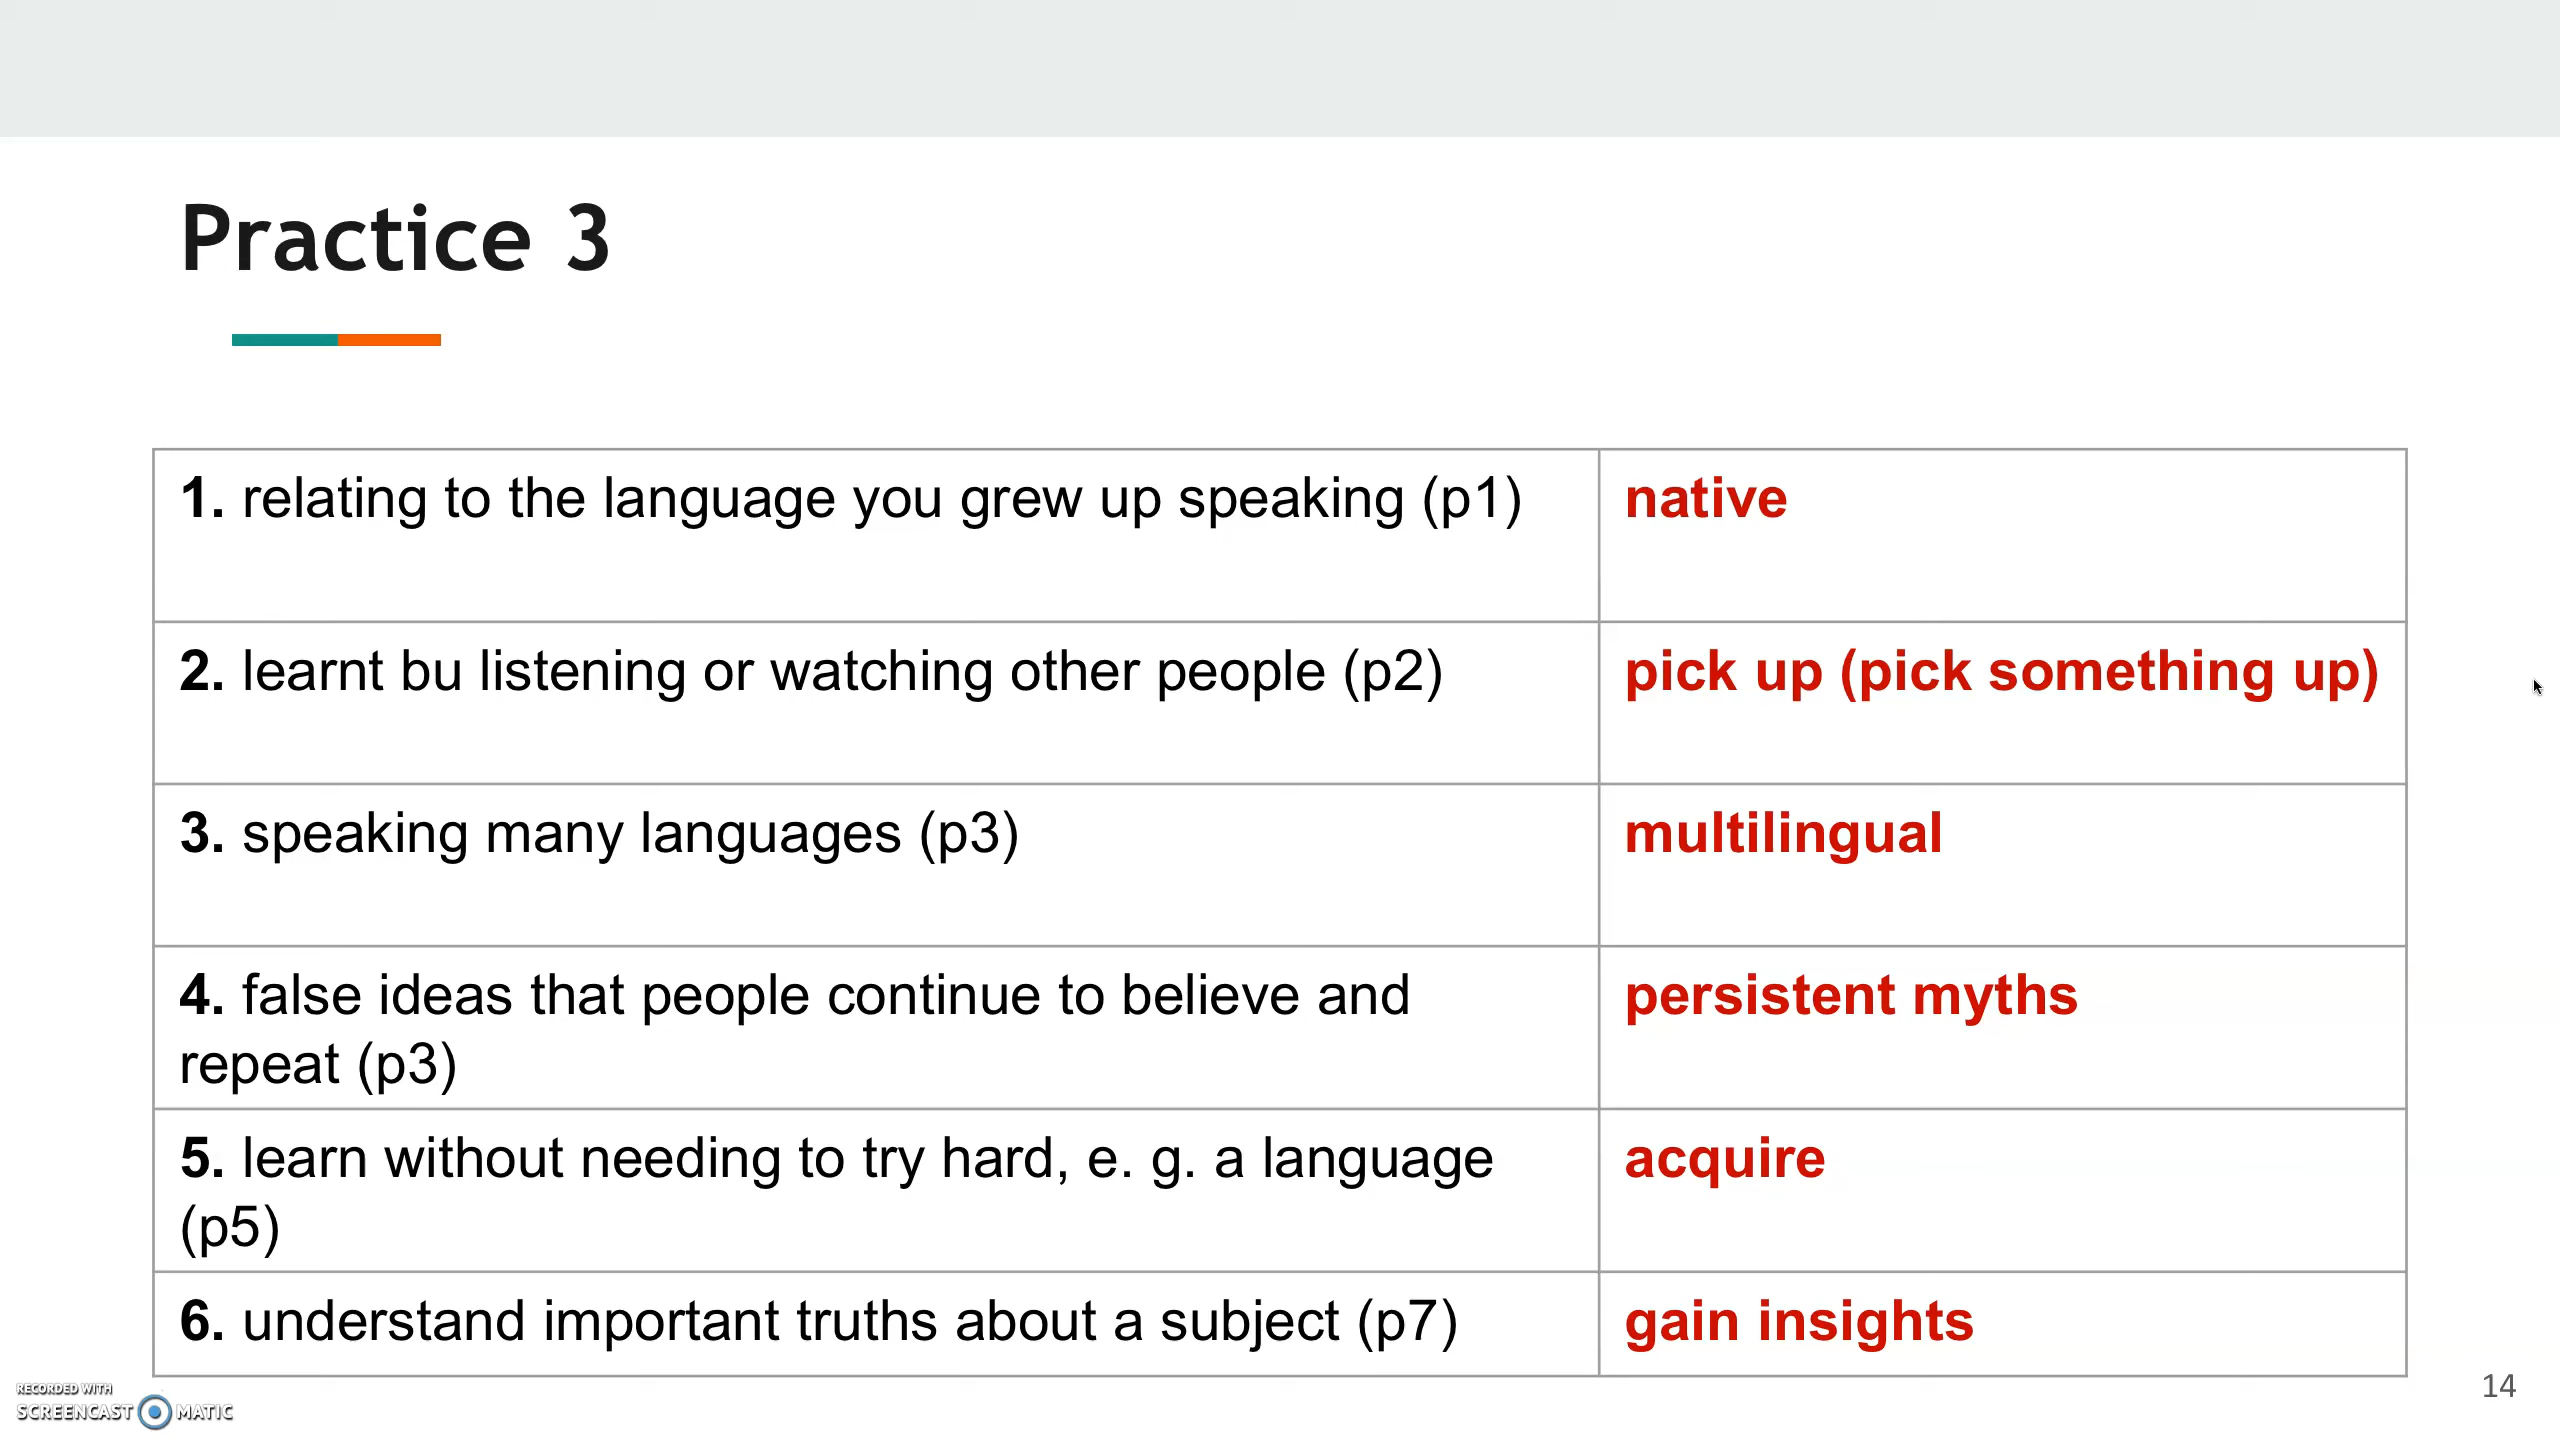 Practice 3
1. relating to the language you grew up speaking (p1)
native
2. learnt bu listening or watching other people (p2)
pick up (pick something up)
3. speaking many languages (p3)
multilingual
4. false ideas that people continue to believe and
repeat (p3)
persistent myths
5. learn without needing to try hard, e. g. a language
(p5)
acquire
6. understand important truths about a subject (p7)
gain insights
RECORDED WITH
SCREENCAST MATIC
14